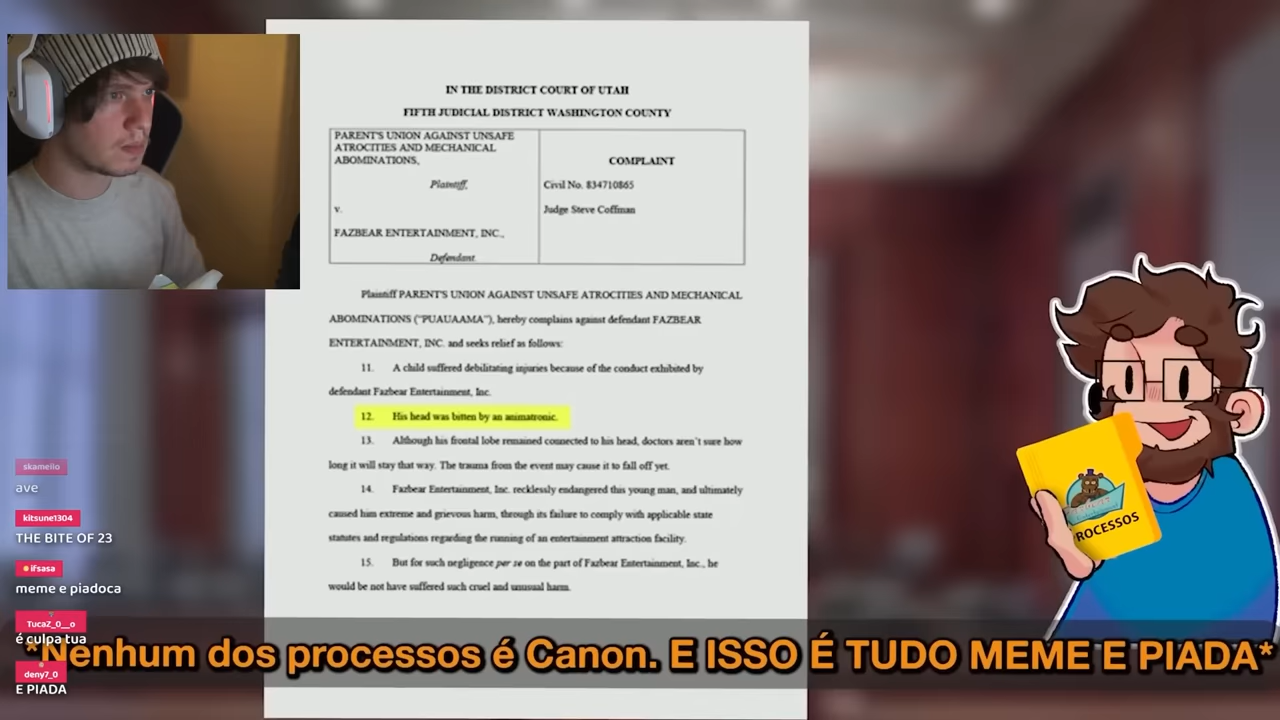 IN THE DISTRICT COURT OF UTAH
FIFTH JUDICIAL DISTRICT WASHINGTON COUNTY
PARENT'S UNION AGAINST UNSAFE
ATROCITIES AND MECHANICAL
ABOMINATIONS,
Plaintiff,
v.
FAZBEAR ENTERTAINMENT, INC.,
Defendant.
COMPLAINT
Civil No. 834710865
Judge Steve Coffman
Plaintiff PARENT'S UNION AGAINST UNSAFE ATROCITIES AND MECHANICAL
ABOMINATIONS ("PUAUAAMA"), hereby complains against defendant FAZBEAR
ENTERTAINMENT, INC. and seeks relief as follows:
11. A child suffered debilitating injuries because of the conduct exhibited by
defendant Fazbear Entertainment, Inc.
12. His head was bitten by an animatronic.
13. Although his frontal lobe remained connected to his head, doctors aren't sure how
long it will stay that way. The trauma from the event may cause it to fall off yet.
14. Fazbear Entertainment, Inc. recklessly endangered this young man, and ultimately
caused him extreme and grievous harm, through its failure to comply with applicable state
statutes and regulations regarding the running of an entertainment attraction facility.
15. But for such negligence per se on the part of Fazbear Entertainment, Inc., he
would be not have suffered such cruel and unusual harm.
skameilo
ave
kitsune1304
THE BITE OF 23
ifsasa
meme e piadoca
TucaZ_0__o
é culpa tua
deny7_0
E PIADA
ROCESSOS
*Nenhum dos processos é Canon. E ISSO É TUDO MEME E PIADA*